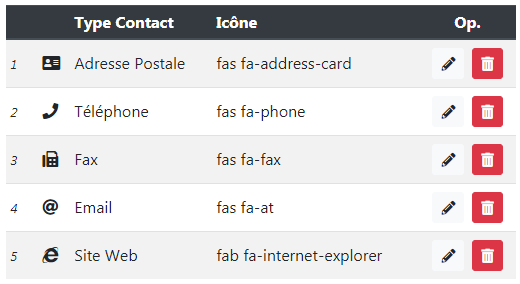 Type Contact Icône Op.
1 Adresse Postale fas fa-address-card
2 Téléphone fas fa-phone
3 Fax fas fa-fax
4 Email fas fa-at
5 Site Web fab fa-internet-explorer